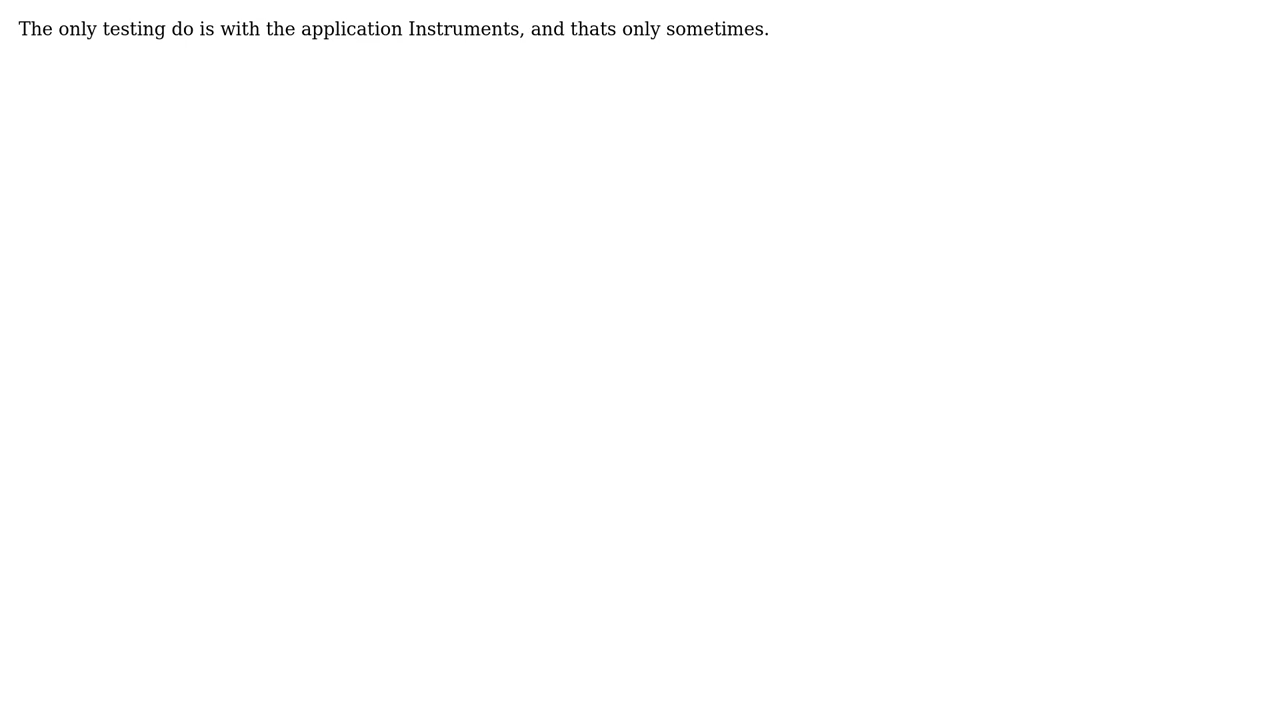 The only testing do is with the application Instruments, and thats only sometimes.